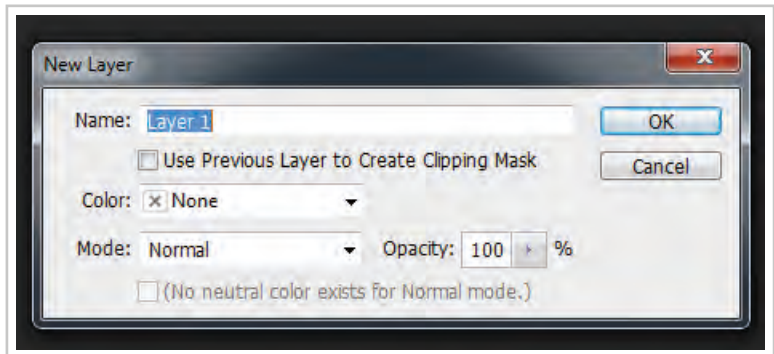 New Layer
Name: Layer 1 OK
Use Previous Layer to Create Clipping Mask Cancel
Color: None
Mode: Normal Opacity: 100 %
(No neutral color exists for Normal mode.)